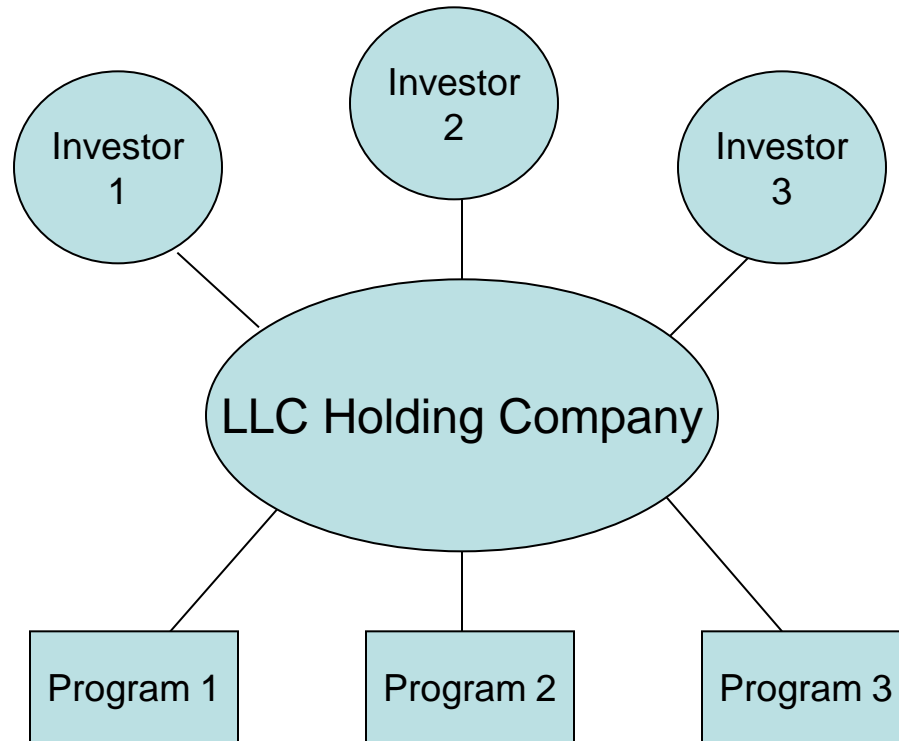 Investor
2
Investor
1
Investor
3
LLC Holding Company
Program 1
Program 2
Program 3